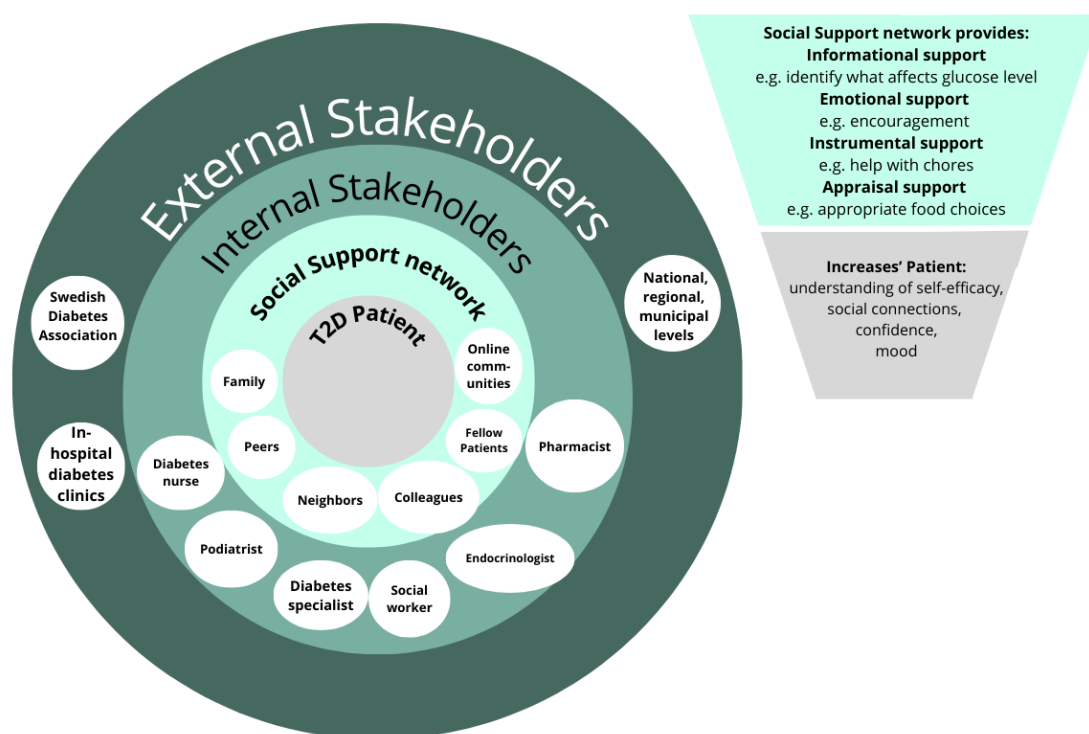 External Stakeholders
Internal Stakeholders
Social Support network
T2D Patient
Swedish
Diabetes
Association
In-
hospital
diabetes
clinics
National,
regional,
municipal
levels
Family
Peers
Neighbors
Colleagues
Fellow
Patients
Online
comm-
unities
Diabetes
nurse
Podiatrist
Diabetes
specialist
Social
worker
Endocrinologist
Pharmacist
Social Support network provides:
Informational support
e.g. identify what affects glucose level
Emotional support
e.g. encouragement
Instrumental support
e.g. help with chores
Appraisal support
e.g. appropriate food choices
Increases’ Patient:
understanding of self-efficacy,
social connections,
confidence,
mood